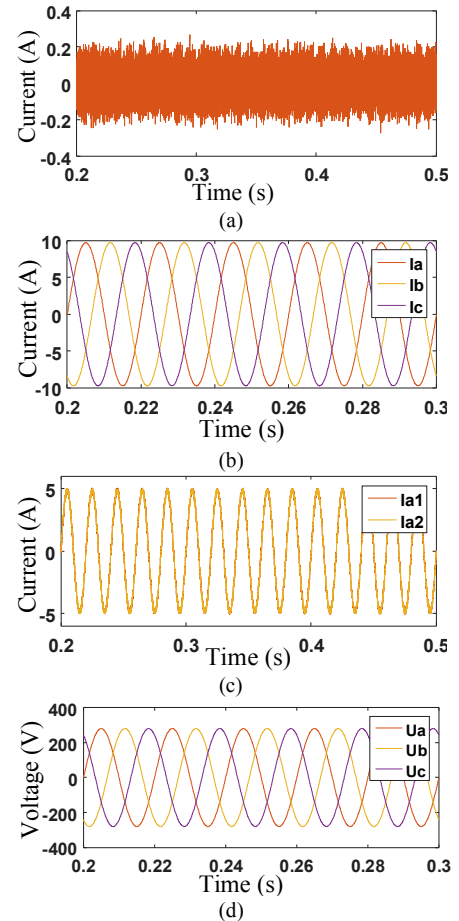 0.4
0.2
0
-0.2
-0.4
Current (A)
0.2 0.3 0.4 0.5
Time (s)
(a)
10
5
0
-5
-10
Current (A)
Ia
Ib
Ic
0.2 0.22 0.24 0.26 0.28 0.3
Time (s)
(b)
5
0
-5
Current (A)
Ia1
Ia2
0.2 0.3 0.4 0.5
Time (s)
(c)
400
200
0
-200
-400
Voltage (V)
Ua
Ub
Uc
0.2 0.22 0.24 0.26 0.28 0.3
Time (s)
(d)